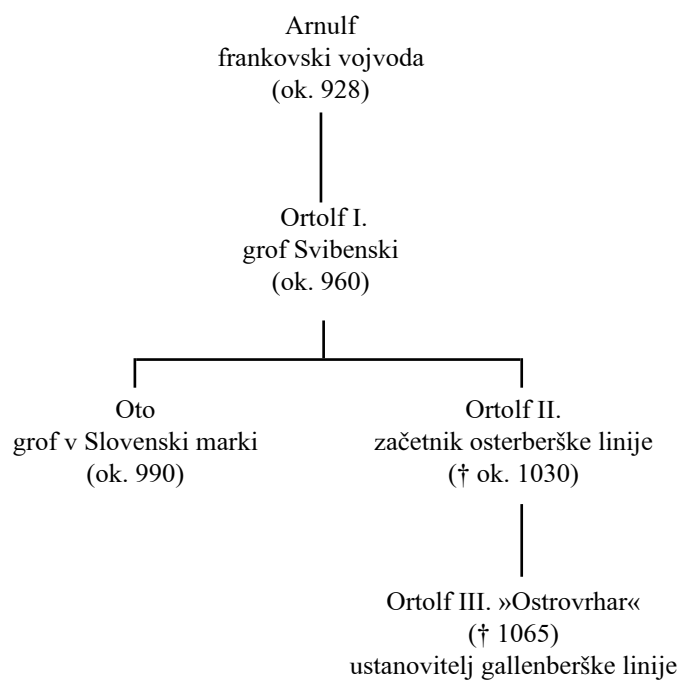 Arnulf
frankovski vojvoda
(ok. 928)
Ortolf I.
grof Svibenski
(ok. 960)
Oto
grof v Slovenski marki
(ok. 990)
Ortolf II.
začetnik osterberške linije
(† ok. 1030)
Ortolf III. »Ostrovrhar«
(† 1065)
ustanovitelj gallenberške linije